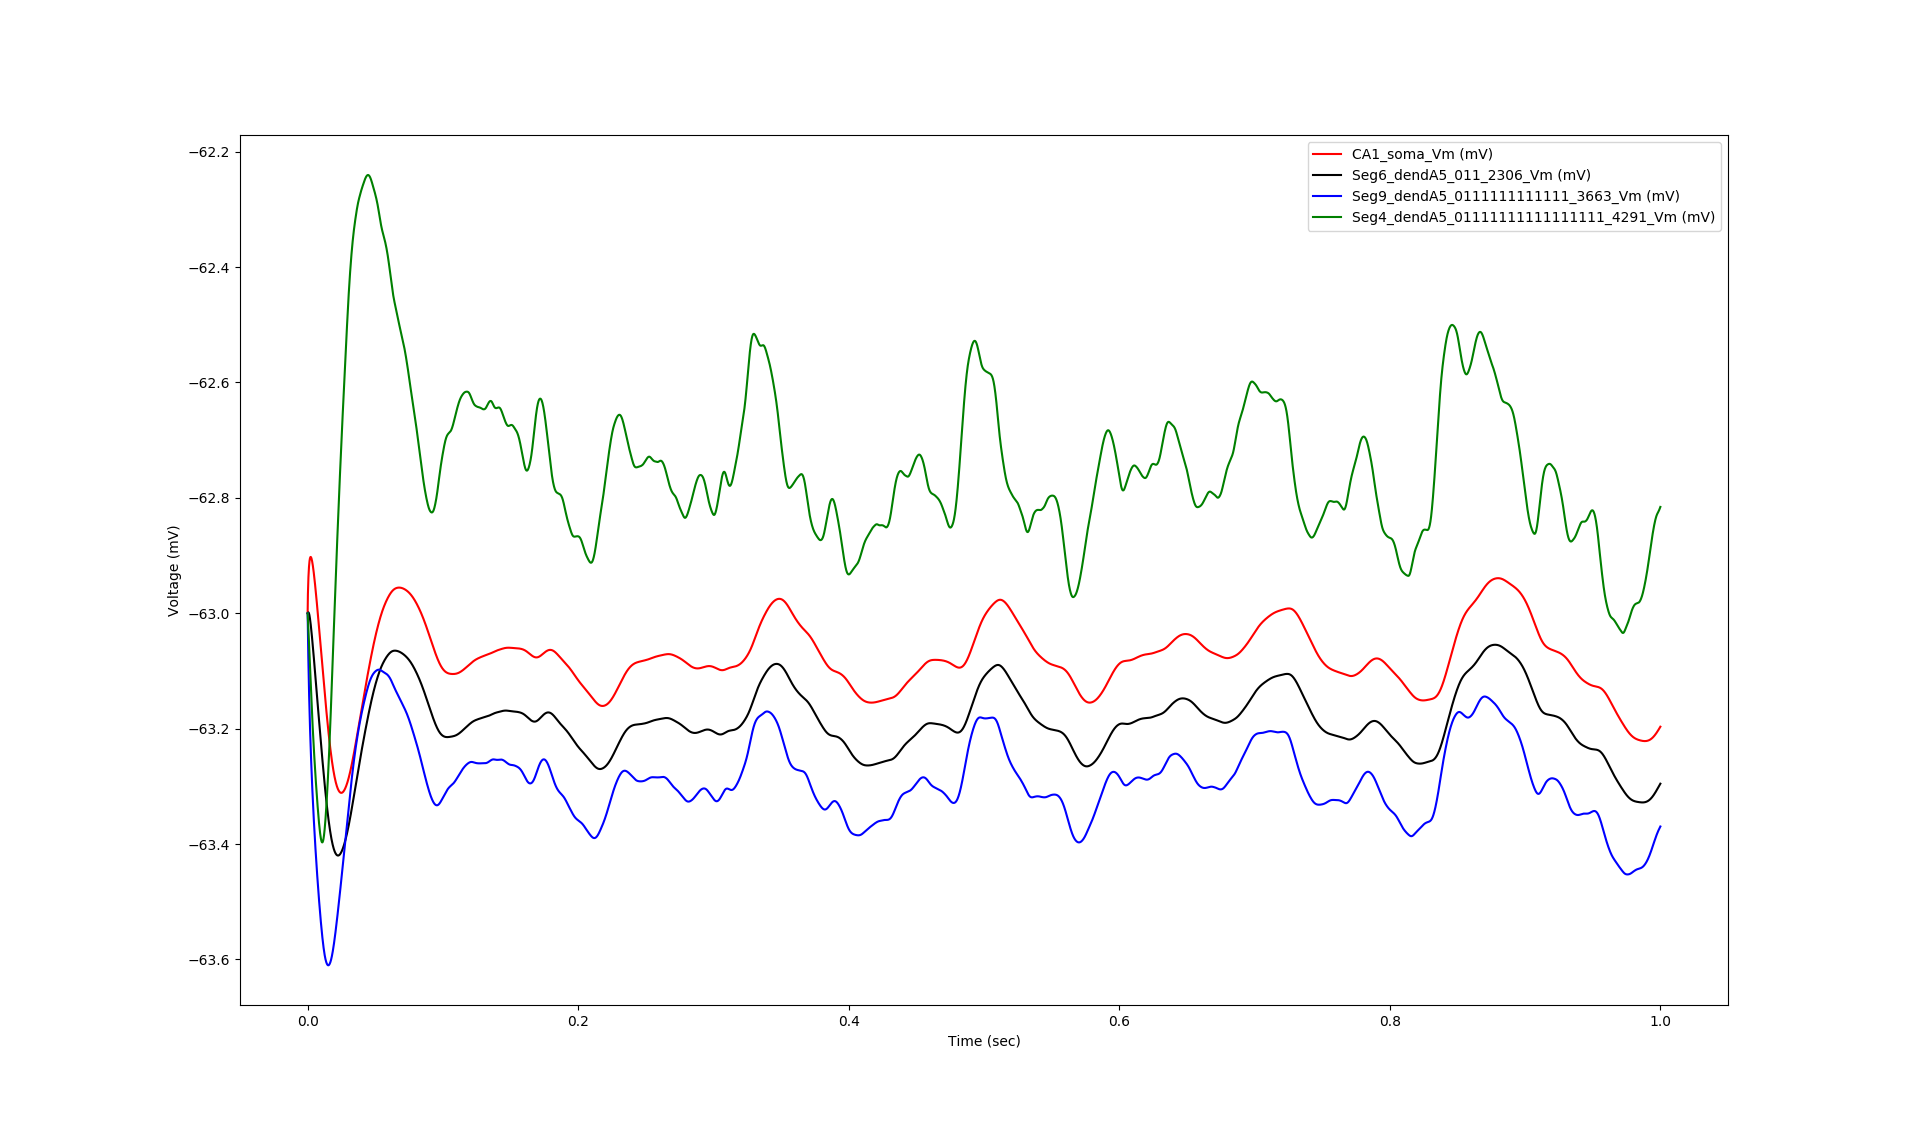 −62.2
−62.4
−62.6
−62.8
−63.0
−63.2
−63.4
−63.6
Voltage (mV)
0.0
0.2
0.4
0.6
0.8
1.0
Time (sec)
CA1_soma_Vm (mV)
Seg6_dendA5_011_2306_Vm (mV)
Seg9_dendA5_0111111111111_3663_Vm (mV)
Seg4_dendA5_01111111111111111_4291_Vm (mV)